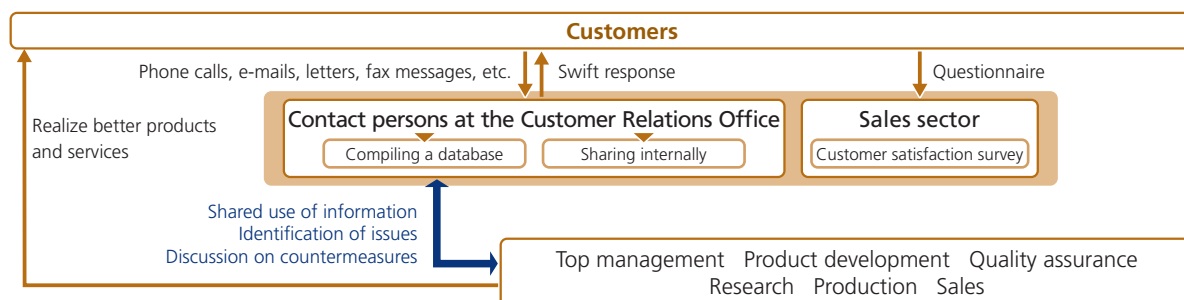 Customers
Phone calls, e-mails, letters, fax messages, etc.
Swift response
Questionnaire
Realize better products
and services
Contact persons at the Customer Relations Office
Compiling a database
Sharing internally
Sales sector
Customer satisfaction survey
Shared use of information
Identification of issues
Discussion on countermeasures
Top management Product development Quality assurance
Research Production Sales